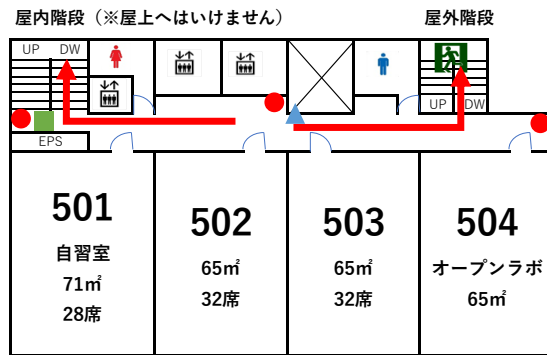 屋内階段（※屋上へはいけません）
屋外階段
UP DW
UP DW
EPS
501
自習室
71㎡
28席
502
65㎡
32席
503
65㎡
32席
504
オープンラボ
65㎡